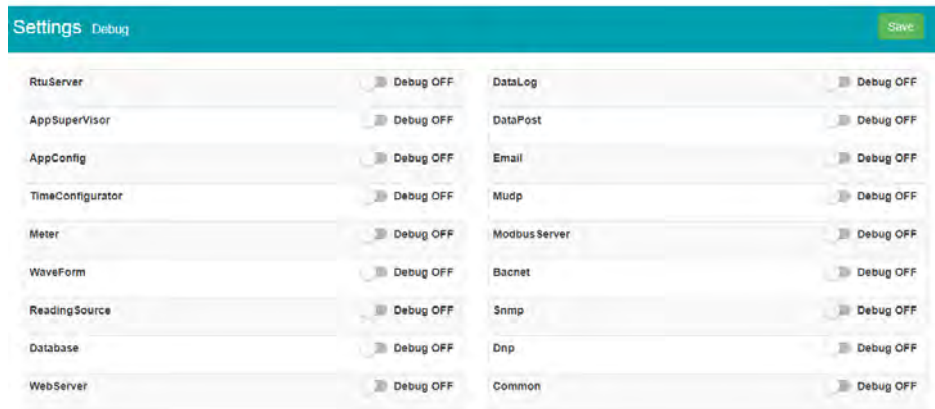 Settings Debug Save
RtuServer Debug OFF DataLog Debug OFF
AppSuperVisor Debug OFF DataPost Debug OFF
AppConfig Debug OFF Email Debug OFF
TimeConfigurator Debug OFF Mudp Debug OFF
Meter Debug OFF ModbusServer Debug OFF
WaveForm Debug OFF Bacnet Debug OFF
ReadingSource Debug OFF Snmp Debug OFF
Database Debug OFF Dnp Debug OFF
WebServer Debug OFF Common Debug OFF